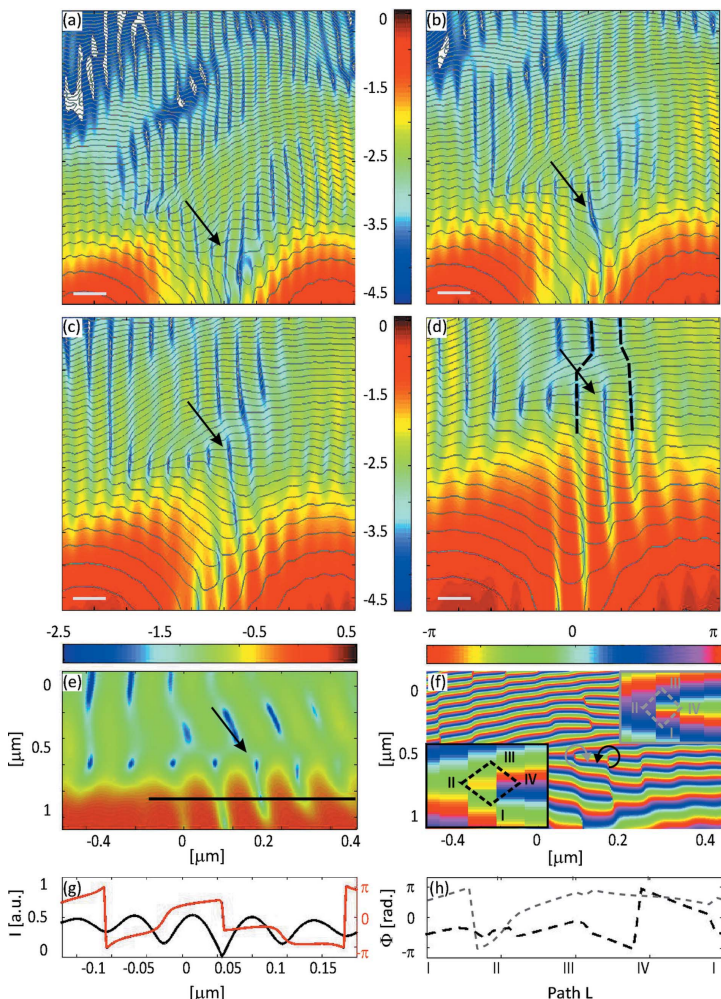 (a)
0
(b)
-1.5
-2.5
-3.5
-4.5
(c)
0
(d)
-1.5
-2.5
-3.5
-4.5
-2.5 -1.5 -0.5 0.5
-π 0 π
(e)
0
0.5
1
[µm]
-0.4 0 0.2 0.4
[µm]
(f)
0
0.5
1
[µm]
III
II IV
I
III
II IV
I
-0.4 0 0.2 0.4
[µm]
(g)
1
0.5
0
I [a.u.]
π
0
-π
-0.1 -0.05 0 0.05 0.1 0.15
[µm]
(h)
π
0
-π
Φ [rad.]
I II III IV I
Path L